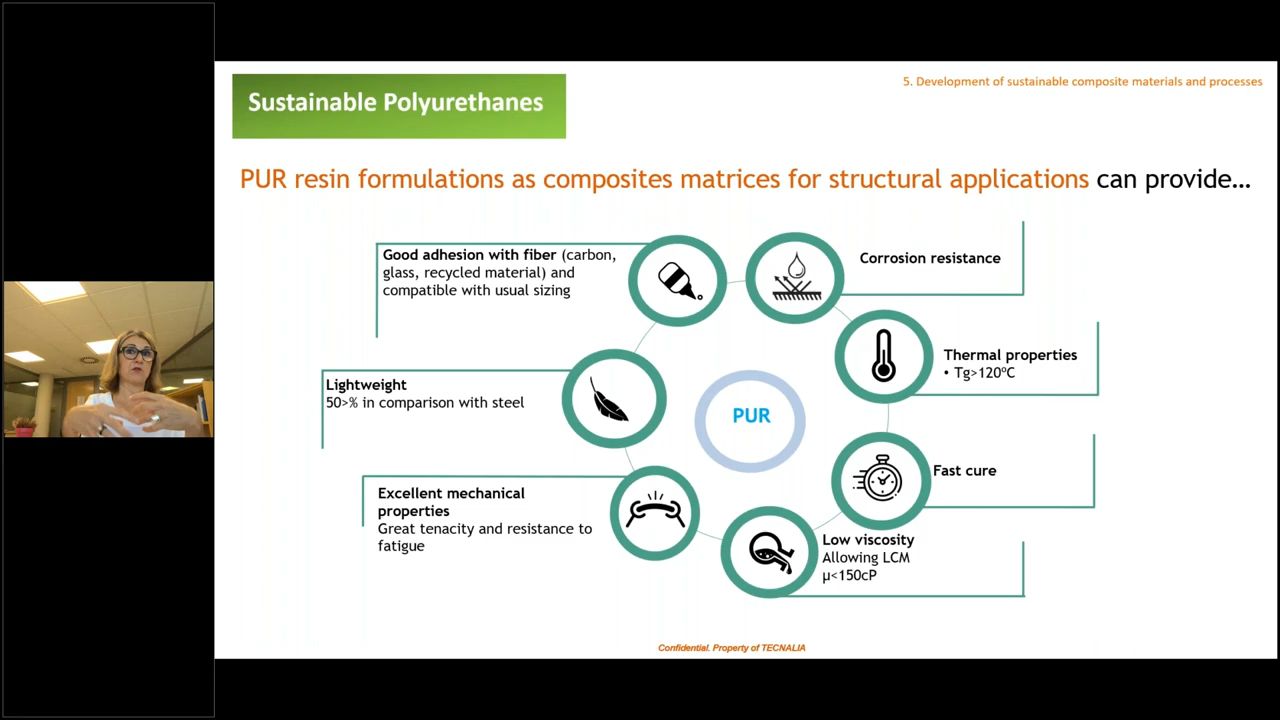 5. Development of sustainable composite materials and processes
Sustainable Polyurethanes
PUR resin formulations as composites matrices for structural applications can provide...
Good adhesion with fiber (carbon,
glass, recycled material) and
compatible with usual sizing
Corrosion resistance
Thermal properties
• Tg>120ºC
Lightweight
50>% in comparison with steel
PUR
Fast cure
Excellent mechanical
properties
Great tenacity and resistance to
fatigue
Low viscosity
Allowing LCM
µ<150cP
Confidential. Property of TECNALIA